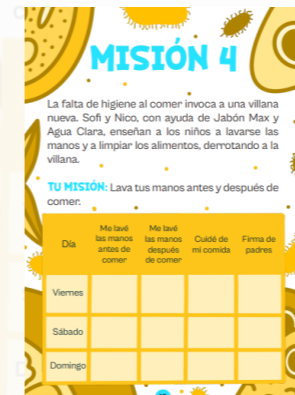 MISIÓN 4
La falta de higiene al comer invoca a una villana
nueva. Sofi y Nico, con ayuda de Jabón Max y
Agua Clara, enseñan a los niños a lavarse las
manos y a limpiar los alimentos, derrotando a la
villana.
TU MISIÓN: Lava tus manos antes y después de
comer.
Día
Me lavé
las manos
antes de
comer
Me lavé
las manos
después
de comer
Cuidé de
mi comida
Firma de
padres
Viernes
Sábado
Domingo